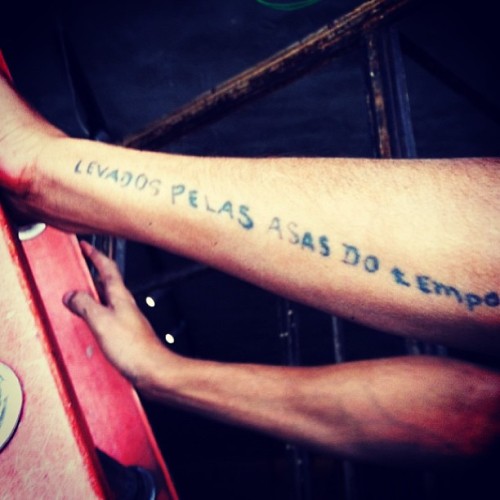 LEVADOS PELAS ASAS DO tEmpo